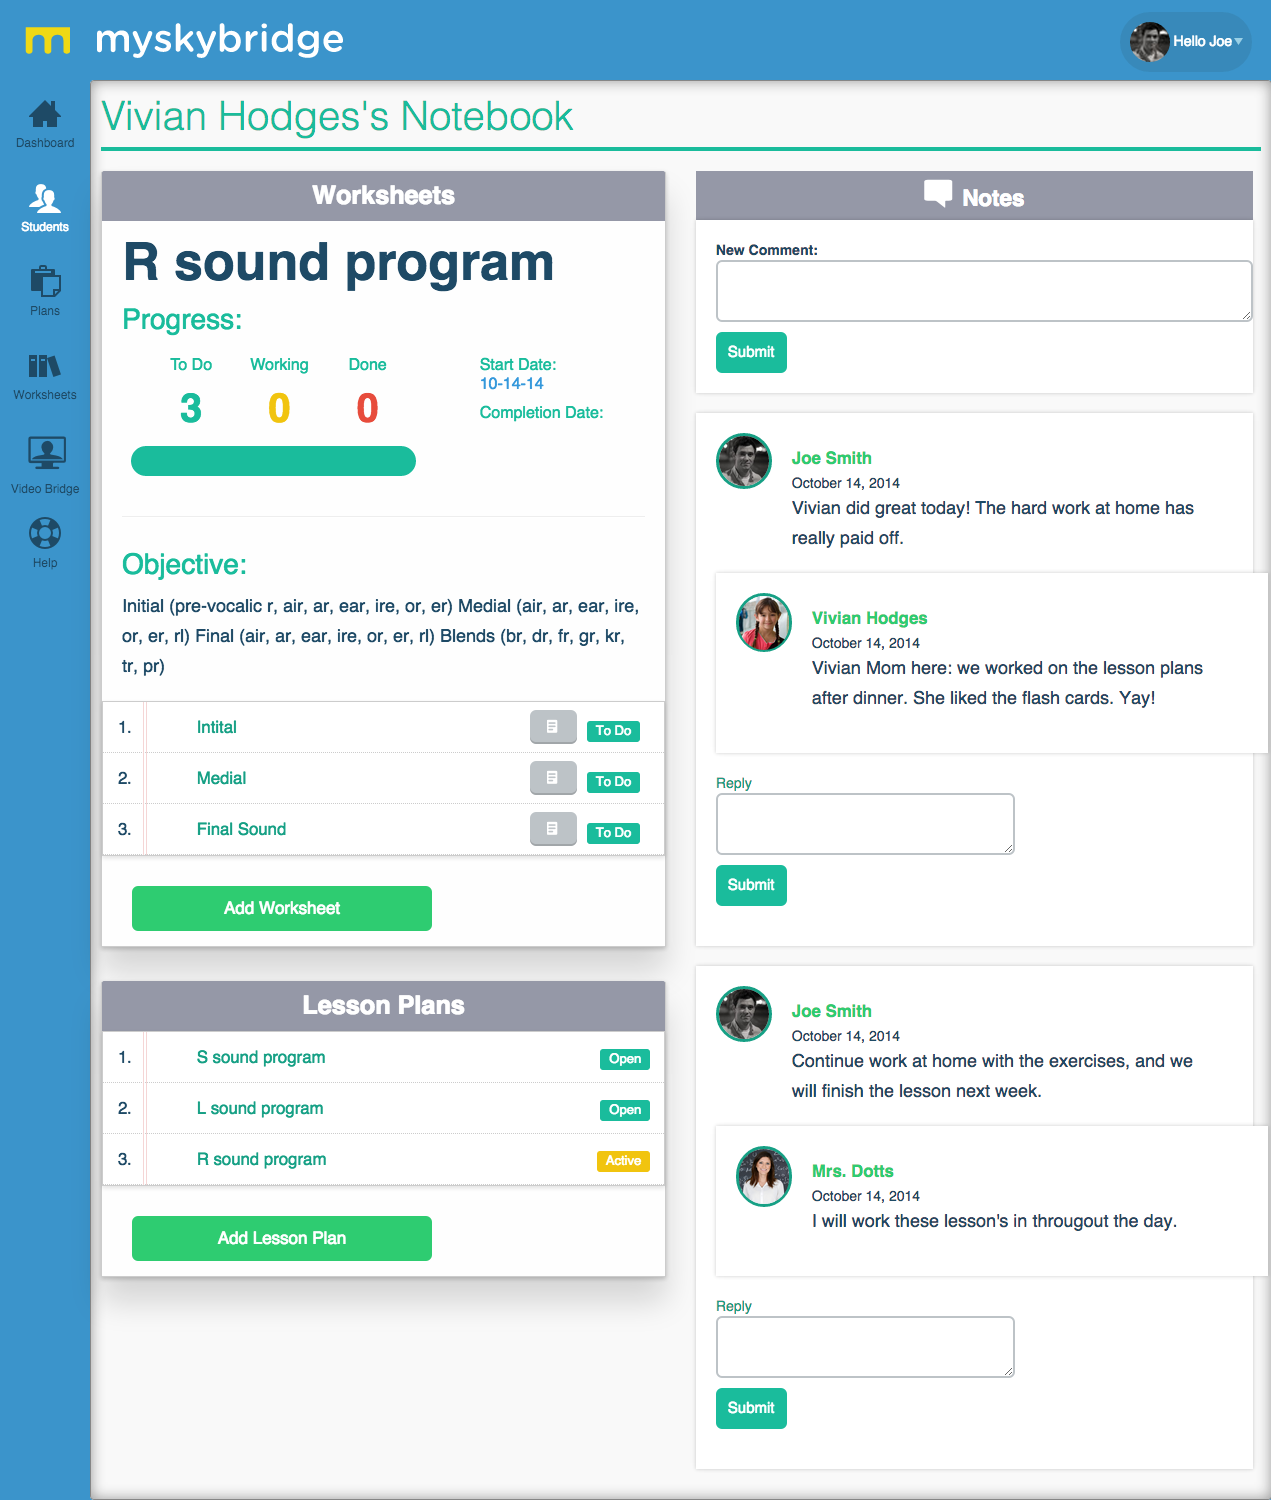 m myskybridge
Hello Joe
Dashboard
Students
Plans
Worksheets
Video Bridge
Help
Vivian Hodges's Notebook
Worksheets
R sound program
Progress:
To Do Working Done
3 0 0
Start Date:
10-14-14
Completion Date:
Objective:
Initial (pre-vocalic r, air, ar, ear, ire, or, er) Medial (air, ar, ear, ire,
or, er, rl) Final (air, ar, ear, ire, or, er, rl) Blends (br, dr, fr, gr, kr,
tr, pr)
1. Intital To Do
2. Medial To Do
3. Final Sound To Do
Add Worksheet
Lesson Plans
1. S sound program Open
2. L sound program Open
3. R sound program Active
Add Lesson Plan
Notes
New Comment:
Submit
Joe Smith
October 14, 2014
Vivian did great today! The hard work at home has
really paid off.
Vivian Hodges
October 14, 2014
Vivian Mom here: we worked on the lesson plans
after dinner. She liked the flash cards. Yay!
Reply
Submit
Joe Smith
October 14, 2014
Continue work at home with the exercises, and we
will finish the lesson next week.
Mrs. Dotts
October 14, 2014
I will work these lesson's in througout the day.
Reply
Submit